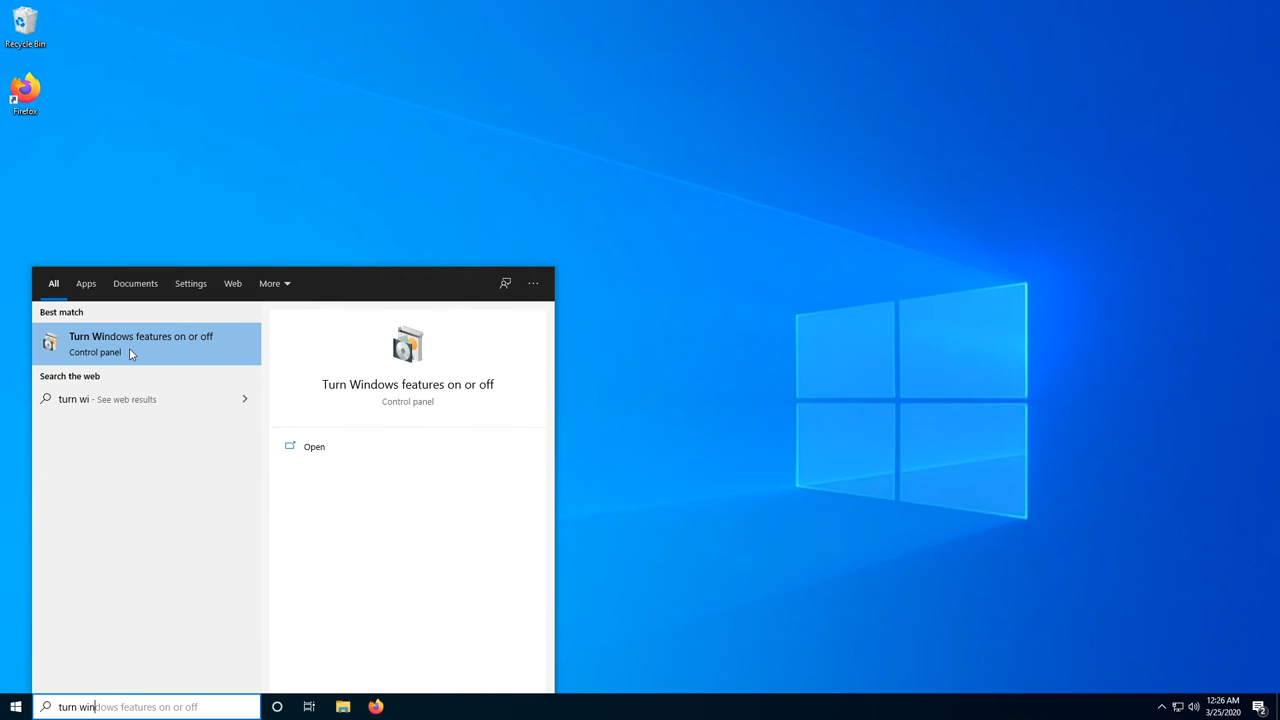 Recycle Bin
Firefox
All Apps Documents Settings Web More
Best match
Turn Windows features on or off
Control panel
Search the web
turn wi - See web results
Turn Windows features on or off
Control panel
Open
turn windows features on or off
12:26 AM
3/25/2020
2